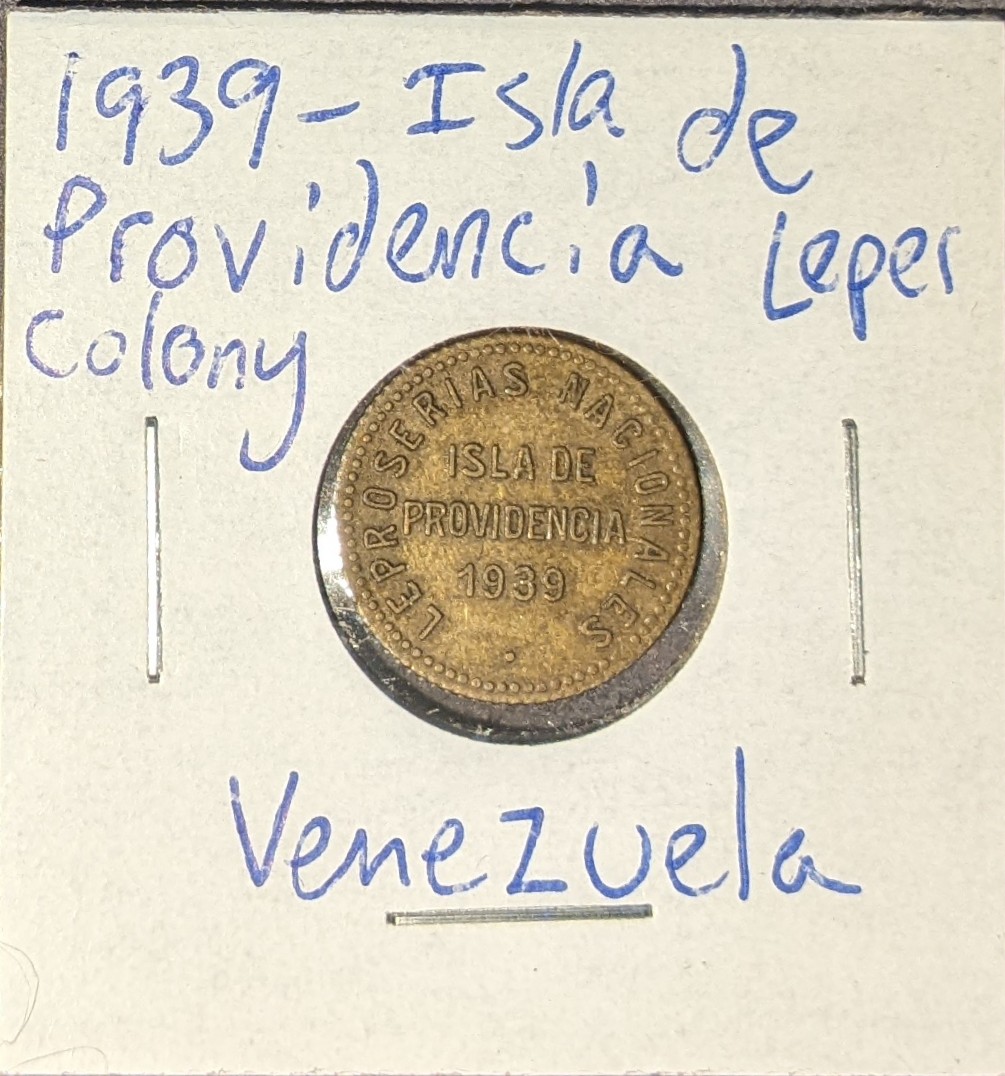 1939 - Isla de
Providencia Leper
Colony
LEPROSERIAS NACIONALES
ISLA DE
PROVIDENCIA
1939
Venezuela